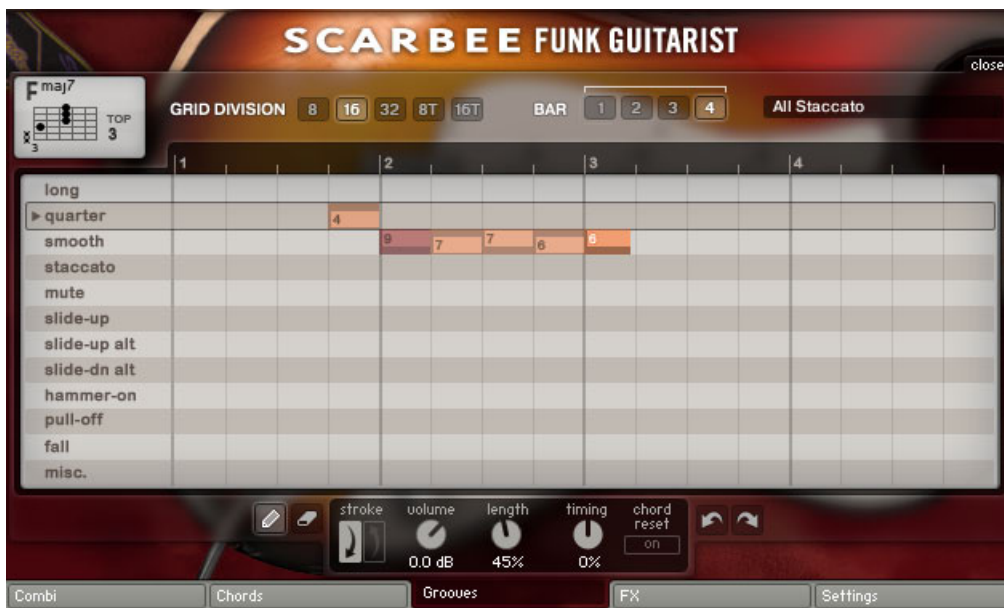 SCARBEE FUNK GUITARIST
close
Fmaj7
TOP
3
x
3
GRID DIVISION 8 16 32 8T 16T BAR 1 2 3 4 All Staccato
1 2 3 4
long
quarter 4
smooth 9 7 7 6 6
staccato
mute
slide-up
slide-up alt
slide-dn alt
hammer-on
pull-off
fall
misc.
stroke volume length timing chord reset
on
0.0 dB 45% 0%
Combi Chords Grooves FX Settings